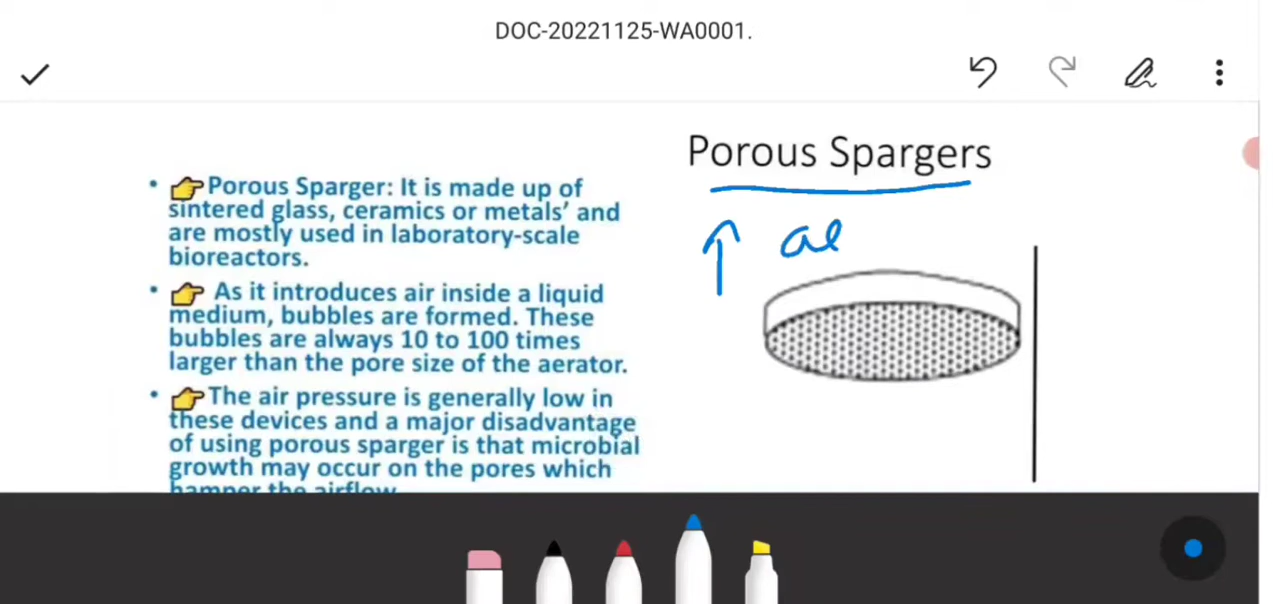 DOC-20221125-WA0001.
Porous Spargers
• 👉 Porous Sparger: It is made up of
sintered glass, ceramics or metals’ and
are mostly used in laboratory-scale
bioreactors.
• 👉 As it introduces air inside a liquid
medium, bubbles are formed. These
bubbles are always 10 to 100 times
larger than the pore size of the aerator.
• 👉 The air pressure is generally low in
these devices and a major disadvantage
of using porous sparger is that microbial
growth may occur on the pores which
hamper the airflow
↑ ae